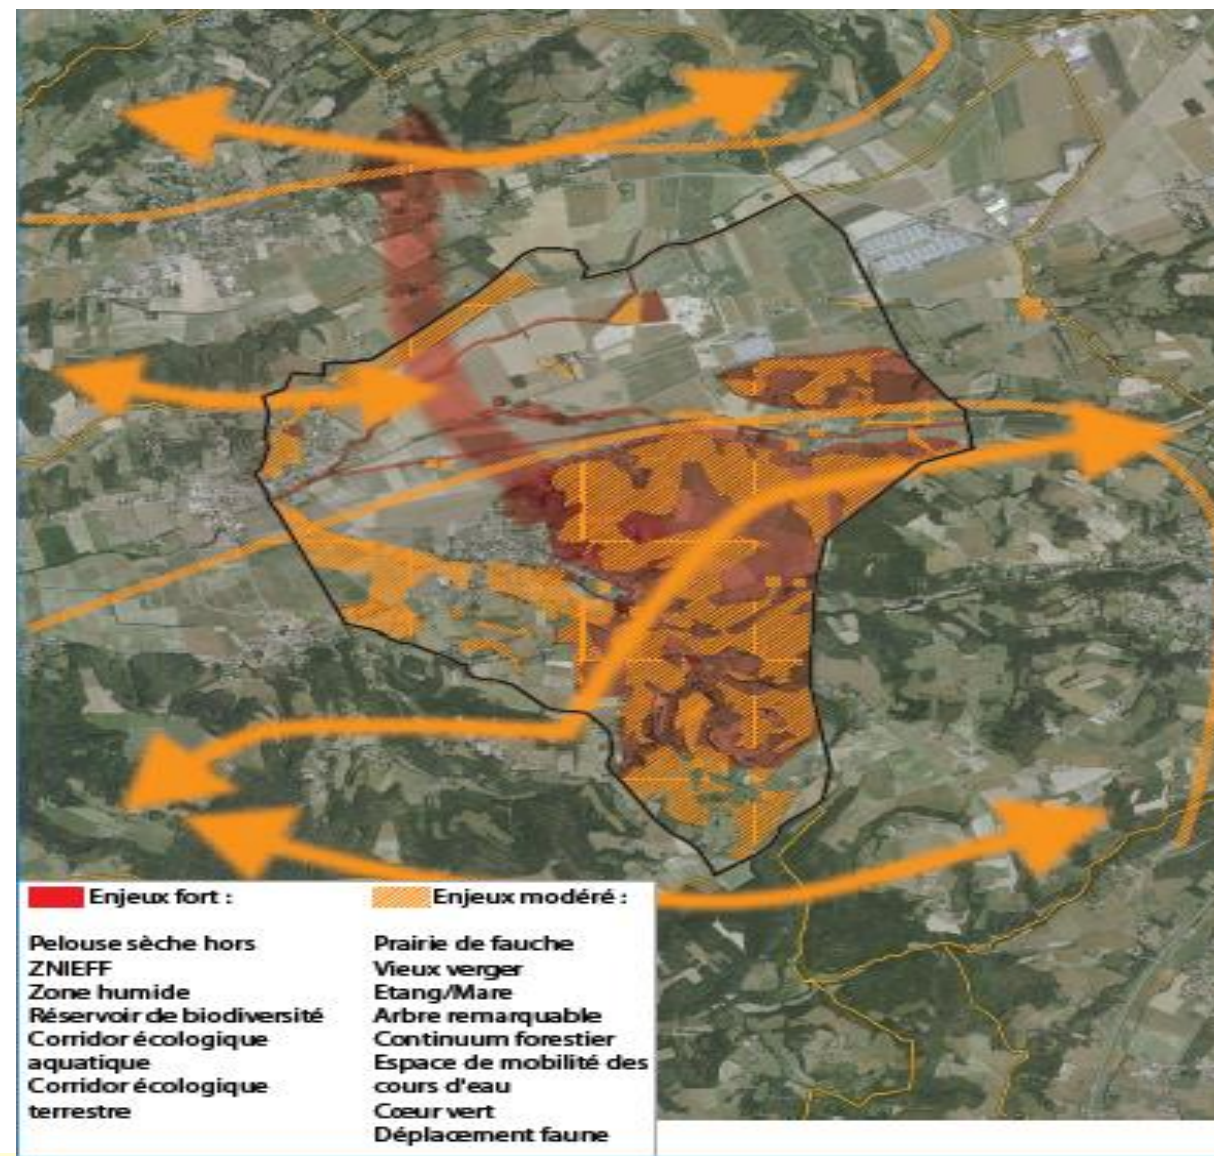 Enjeux fort :
Pelouse sèche hors
ZNIEFF
Zone humide
Réservoir de biodiversité
Corridor écologique
aquatique
Corridor écologique
terrestre
Enjeux modéré :
Prairie de fauche
Vieux verger
Etang/Mare
Arbre remarquable
Continuum forestier
Espace de mobilité des
cours d'eau
Cœur vert
Déplacement faune